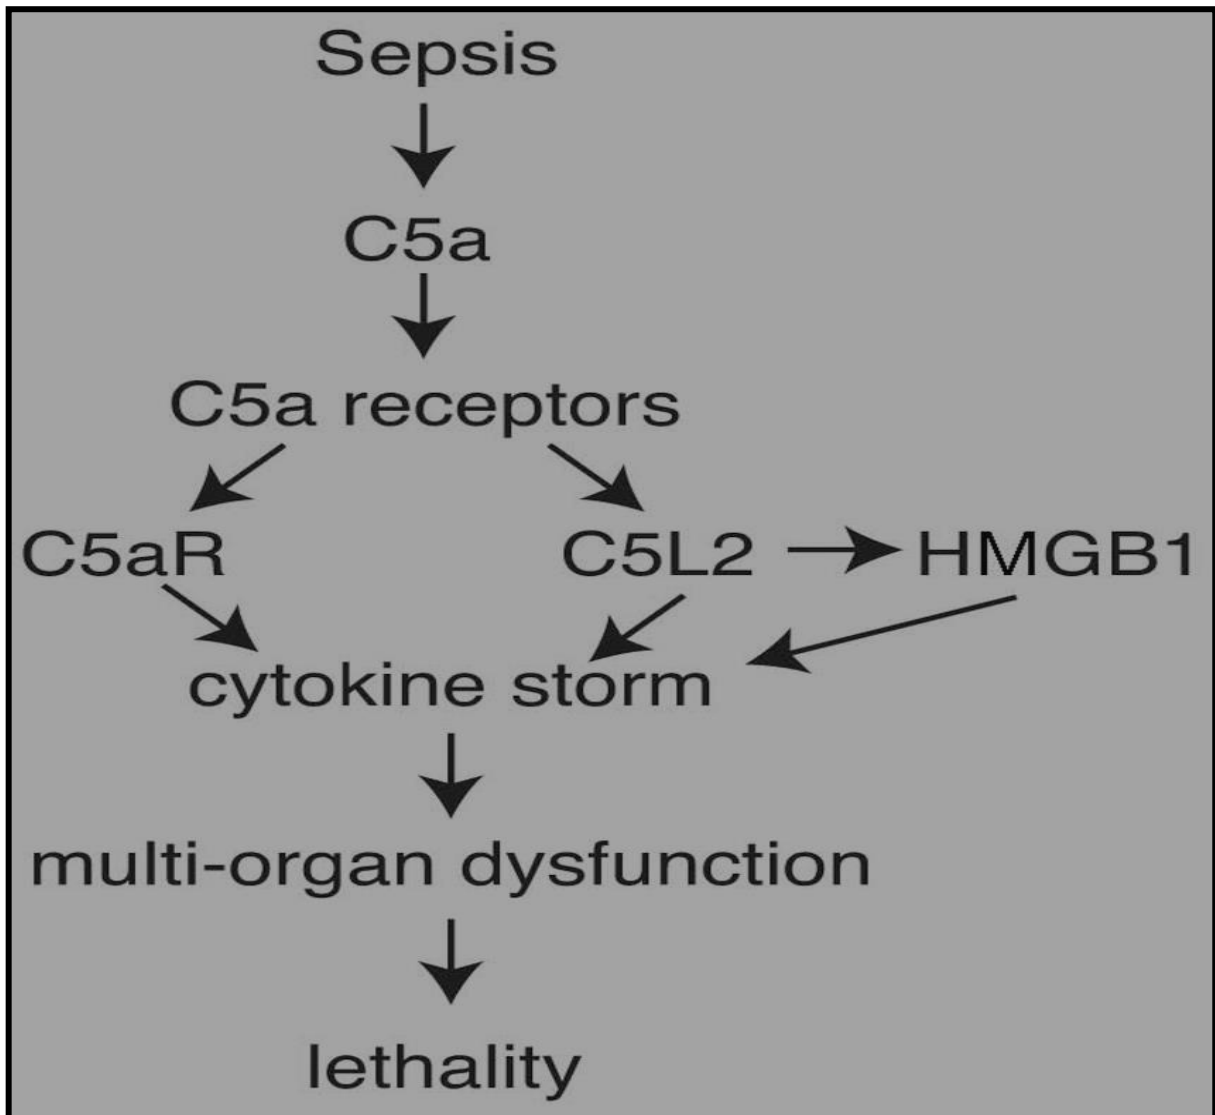 Sepsis
C5a
C5a receptors
C5aR C5L2 HMGB1
cytokine storm
multi-organ dysfunction
lethality